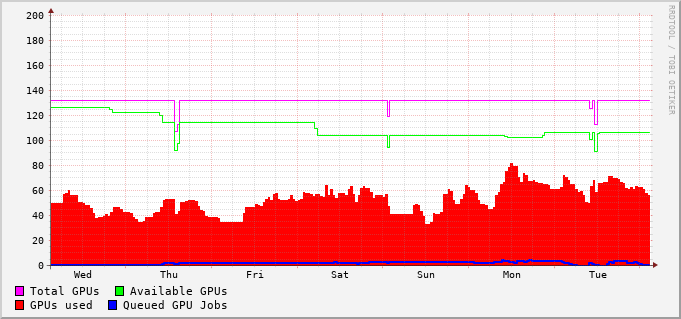 200
180
160
140
120
100
80
60
40
20
0
Wed Thu Fri Sat Sun Mon Tue
Total GPUs Available GPUs
GPUs used Queued GPU Jobs
RRDTOOL / TOBI OETIKER